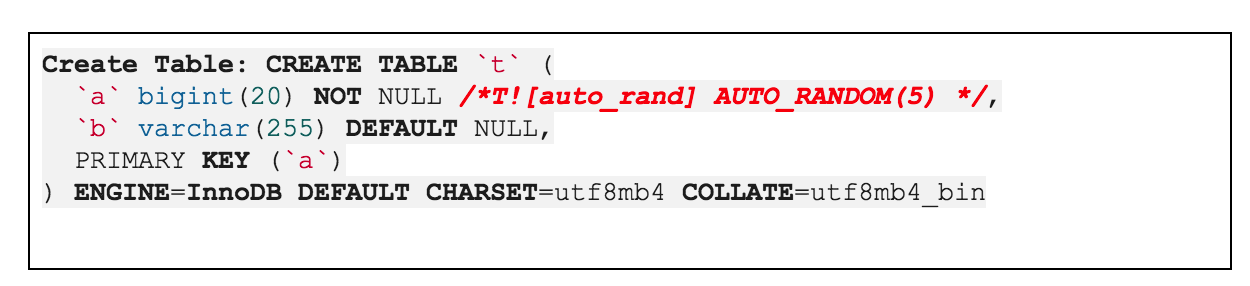 Create Table: CREATE TABLE `t` (
`a` bigint(20) NOT NULL /*T![auto_rand] AUTO_RANDOM(5) */,
`b` varchar(255) DEFAULT NULL,
PRIMARY KEY (`a`)
) ENGINE=InnoDB DEFAULT CHARSET=utf8mb4 COLLATE=utf8mb4_bin